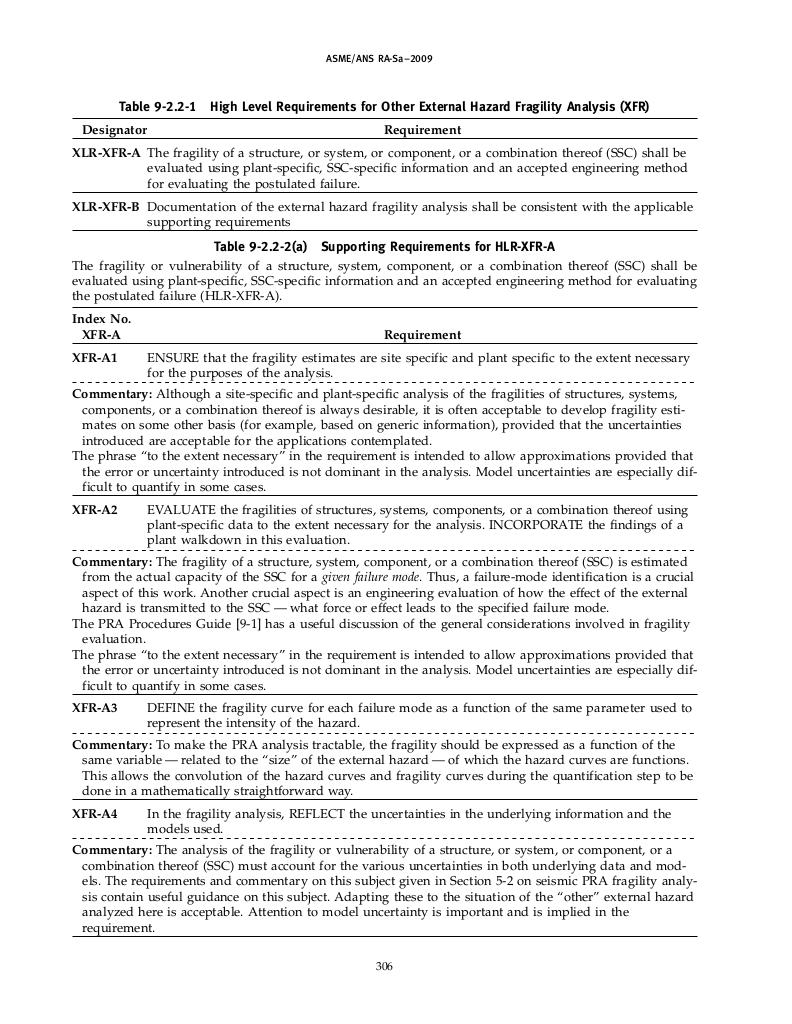 ASME/ANS RA-Sa–2009
Table 9-2.2-1 High Level Requirements for Other External Hazard Fragility Analysis (XFR)
Designator Requirement
XLR-XFR-A The fragility of a structure, or system, or component, or a combination thereof (SSC) shall be
evaluated using plant-specific, SSC-specific information and an accepted engineering method
for evaluating the postulated failure.
XLR-XFR-B Documentation of the external hazard fragility analysis shall be consistent with the applicable
supporting requirements
Table 9-2.2-2(a) Supporting Requirements for HLR-XFR-A
The fragility or vulnerability of a structure, system, component, or a combination thereof (SSC) shall be
evaluated using plant-specific, SSC-specific information and an accepted engineering method for evaluating
the postulated failure (HLR-XFR-A).
Index No.
XFR-A Requirement
XFR-A1 ENSURE that the fragility estimates are site specific and plant specific to the extent necessary
for the purposes of the analysis.
Commentary: Although a site-specific and plant-specific analysis of the fragilities of structures, systems,
components, or a combination thereof is always desirable, it is often acceptable to develop fragility esti-
mates on some other basis (for example, based on generic information), provided that the uncertainties
introduced are acceptable for the applications contemplated.
The phrase “to the extent necessary” in the requirement is intended to allow approximations provided that
the error or uncertainty introduced is not dominant in the analysis. Model uncertainties are especially dif-
ficult to quantify in some cases.
XFR-A2 EVALUATE the fragilities of structures, systems, components, or a combination thereof using
plant-specific data to the extent necessary for the analysis. INCORPORATE the findings of a
plant walkdown in this evaluation.
Commentary: The fragility of a structure, system, component, or a combination thereof (SSC) is estimated
from the actual capacity of the SSC for a given failure mode. Thus, a failure-mode identification is a crucial
aspect of this work. Another crucial aspect is an engineering evaluation of how the effect of the external
hazard is transmitted to the SSC — what force or effect leads to the specified failure mode.
The PRA Procedures Guide [9-1] has a useful discussion of the general considerations involved in fragility
evaluation.
The phrase “to the extent necessary” in the requirement is intended to allow approximations provided that
the error or uncertainty introduced is not dominant in the analysis. Model uncertainties are especially dif-
ficult to quantify in some cases.
XFR-A3 DEFINE the fragility curve for each failure mode as a function of the same parameter used to
represent the intensity of the hazard.
Commentary: To make the PRA analysis tractable, the fragility should be expressed as a function of the
same variable — related to the “size” of the external hazard — of which the hazard curves are functions.
This allows the convolution of the hazard curves and fragility curves during the quantification step to be
done in a mathematically straightforward way.
XFR-A4 In the fragility analysis, REFLECT the uncertainties in the underlying information and the
models used.
Commentary: The analysis of the fragility or vulnerability of a structure, or system, or component, or a
combination thereof (SSC) must account for the various uncertainties in both underlying data and mod-
els. The requirements and commentary on this subject given in Section 5-2 on seismic PRA fragility analy-
sis contain useful guidance on this subject. Adapting these to the situation of the “other” external hazard
analyzed here is acceptable. Attention to model uncertainty is important and is implied in the
requirement.
306